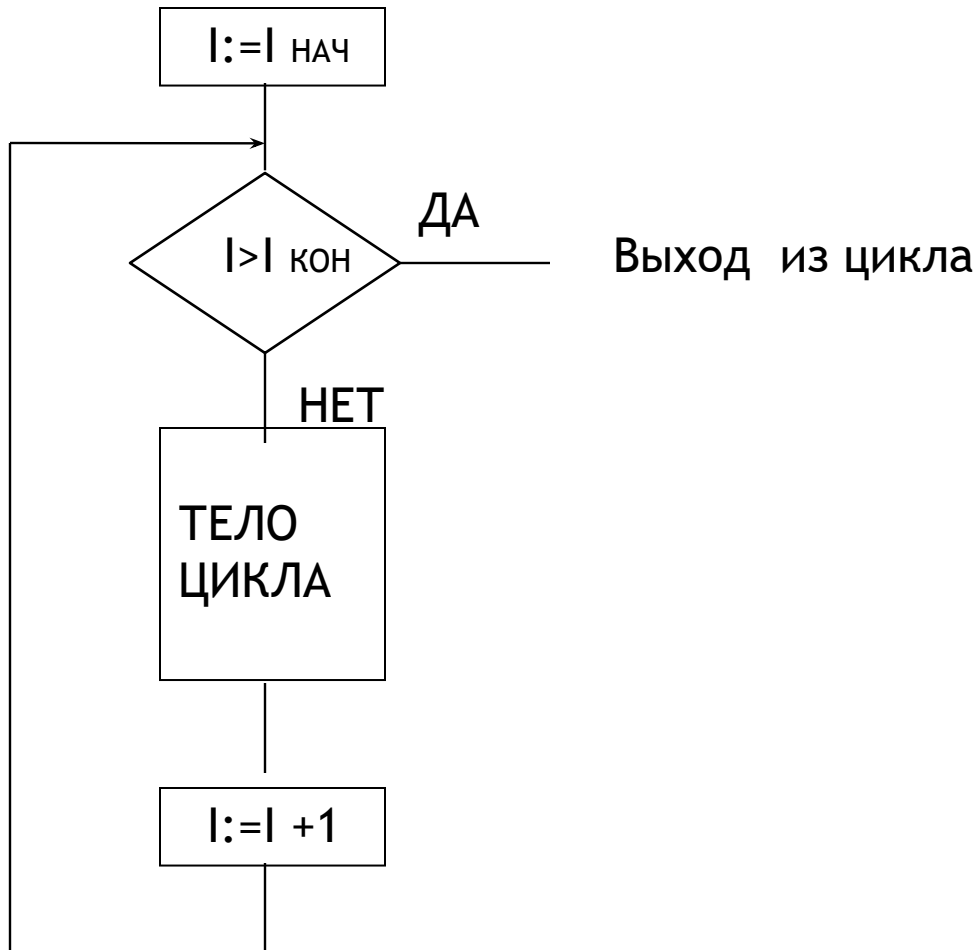 I:=I НАЧ
ДА
I>I КОН
Выход из цикла
НЕТ
ТЕЛО
ЦИКЛА
I:=I +1